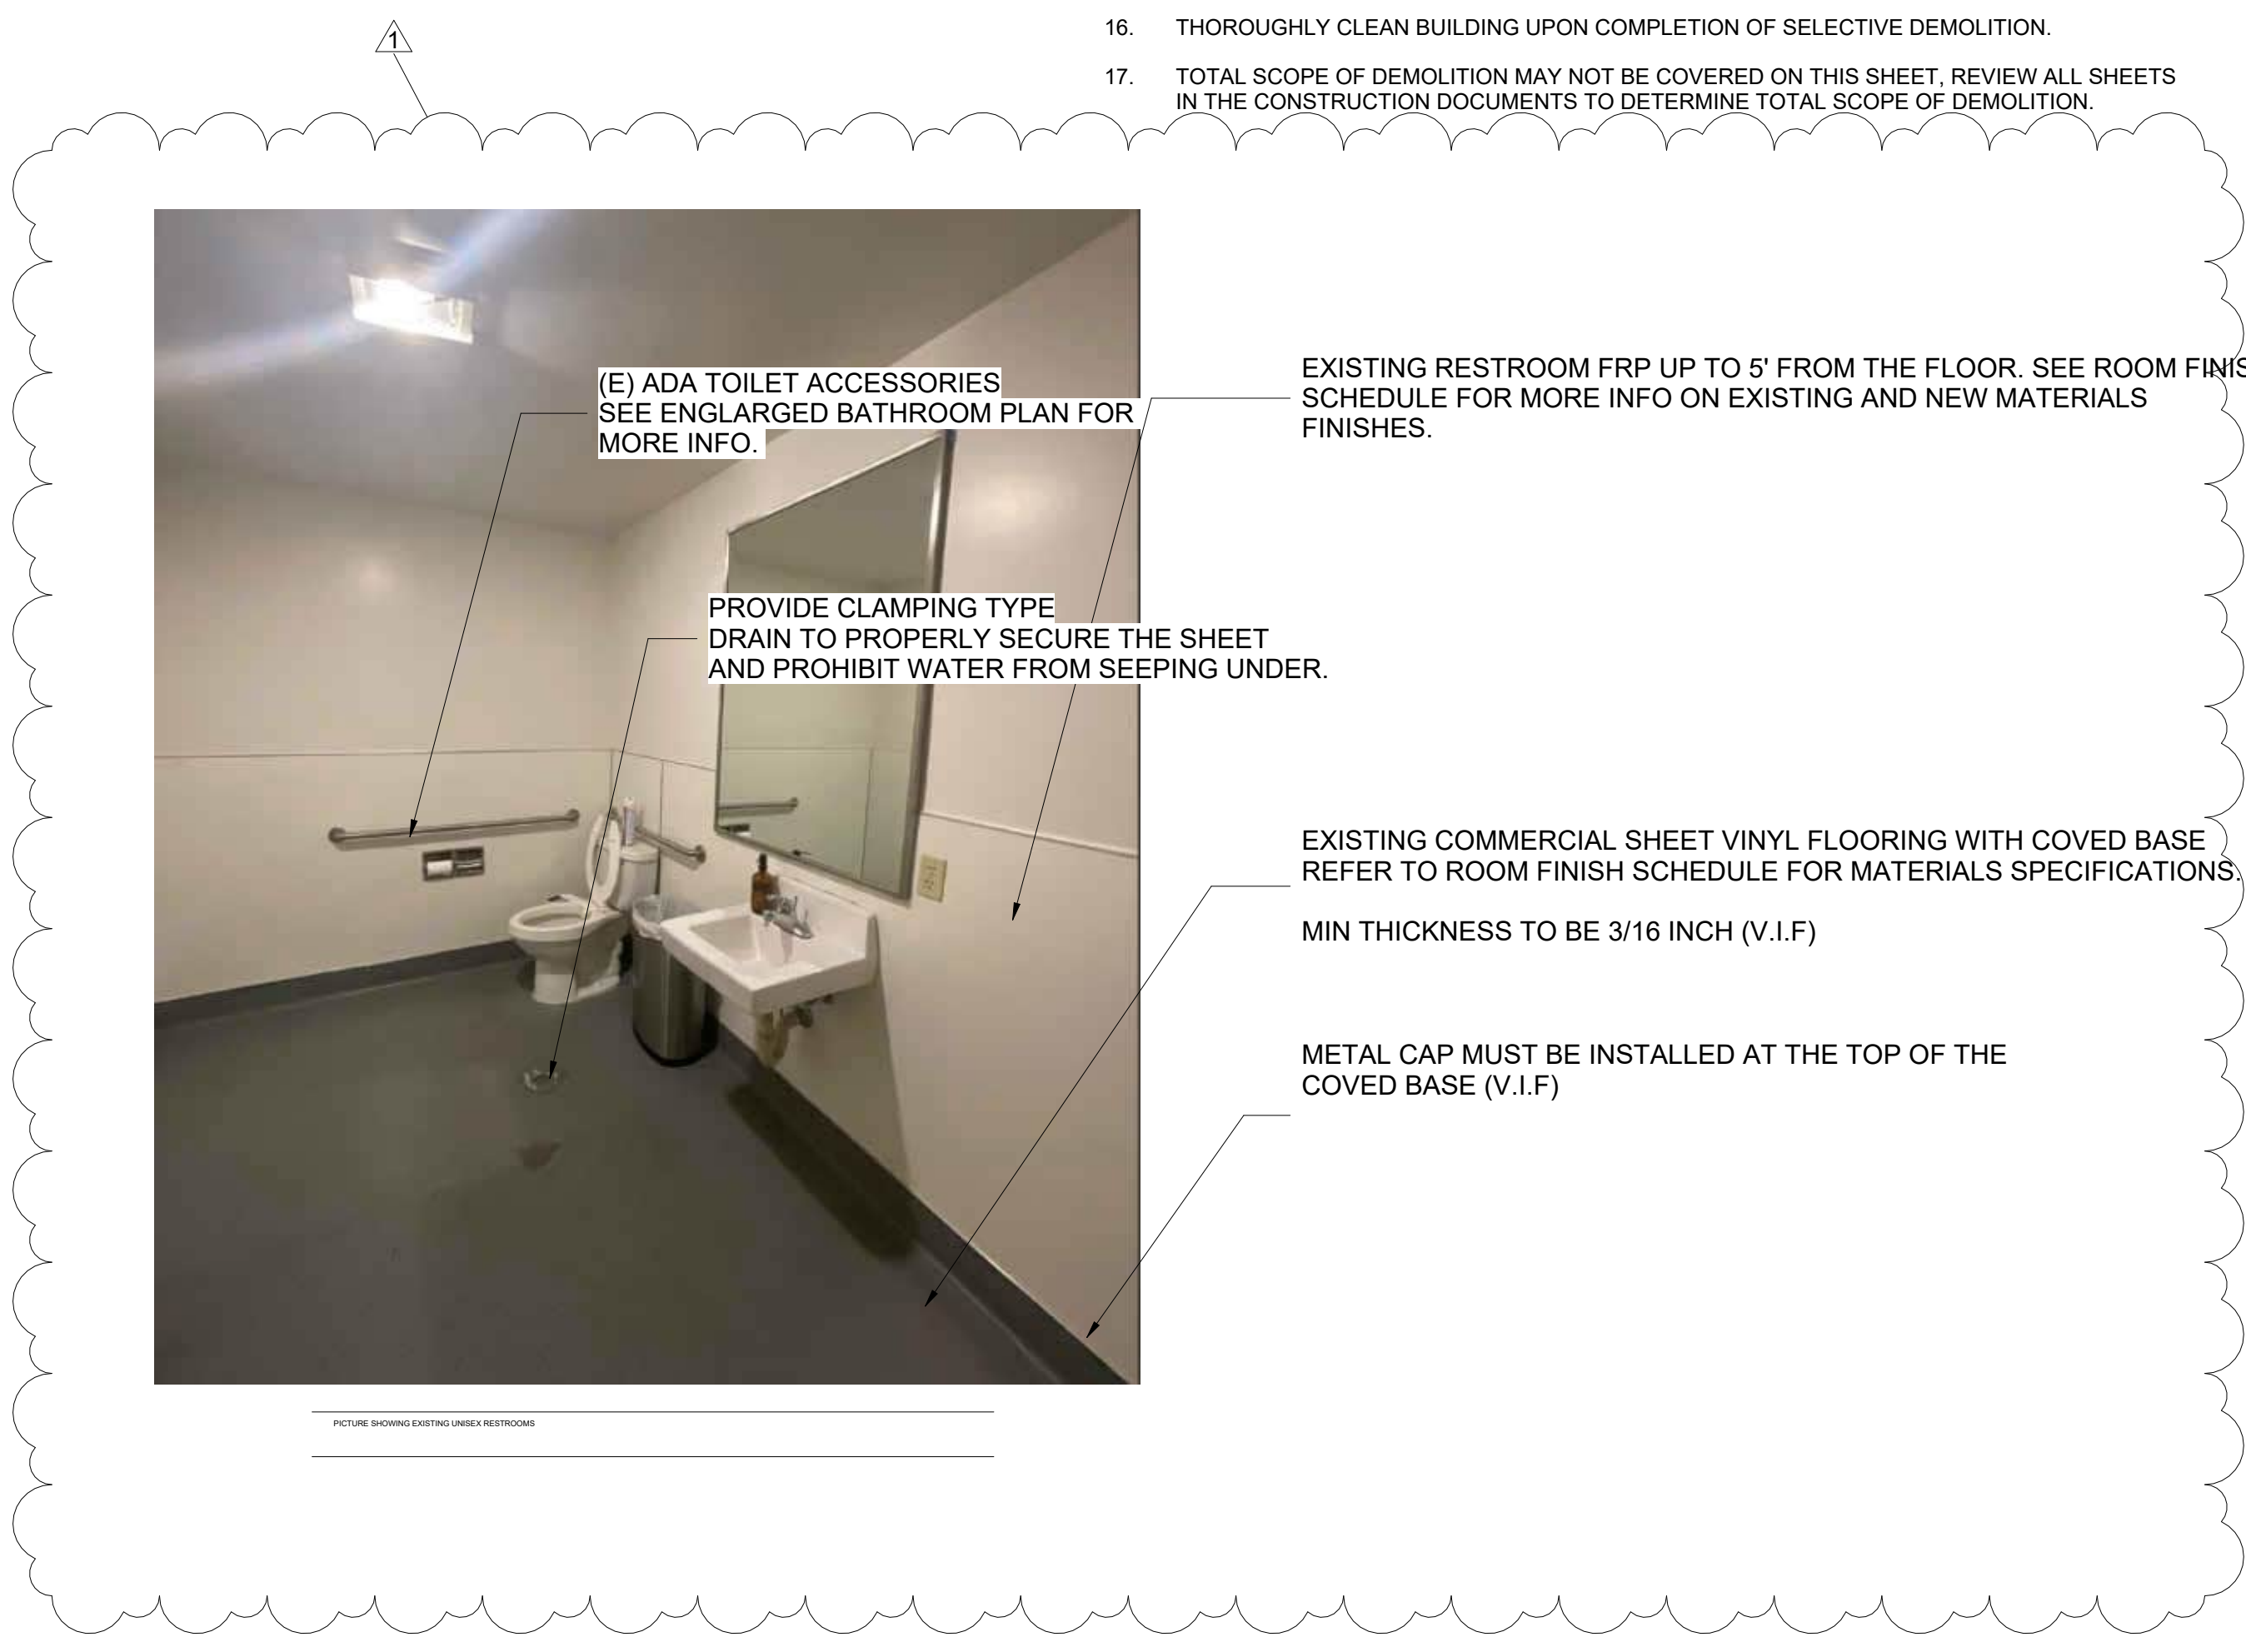 1
16. THOROUGHLY CLEAN BUILDING UPON COMPLETION OF SELECTIVE DEMOLITION.
17. TOTAL SCOPE OF DEMOLITION MAY NOT BE COVERED ON THIS SHEET, REVIEW ALL SHEETS
IN THE CONSTRUCTION DOCUMENTS TO DETERMINE TOTAL SCOPE OF DEMOLITION.
(E) ADA TOILET ACCESSORIES
SEE ENGLARGED BATHROOM PLAN FOR
MORE INFO.
EXISTING RESTROOM FRP UP TO 5' FROM THE FLOOR. SEE ROOM FINIS
SCHEDULE FOR MORE INFO ON EXISTING AND NEW MATERIALS
FINISHES.
PROVIDE CLAMPING TYPE
DRAIN TO PROPERLY SECURE THE SHEET
AND PROHIBIT WATER FROM SEEPING UNDER.
EXISTING COMMERCIAL SHEET VINYL FLOORING WITH COVED BASE
REFER TO ROOM FINISH SCHEDULE FOR MATERIALS SPECIFICATIONS.
MIN THICKNESS TO BE 3/16 INCH (V.I.F)
METAL CAP MUST BE INSTALLED AT THE TOP OF THE
COVED BASE (V.I.F)
PICTURE SHOWING EXISTING UNISEX RESTROOMS